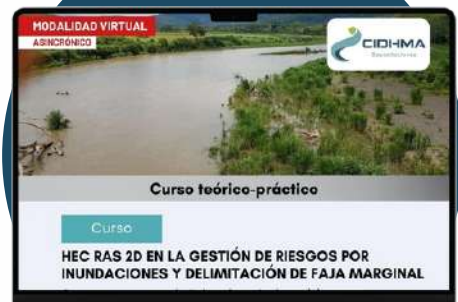 MODALIDAD VIRTUAL
ASINCRÓNICO
CIDHMA
Curso teórico-práctico
Curso
HEC RAS 2D EN LA GESTIÓN DE RIESGOS POR
INUNDACIONES Y DELIMITACIÓN DE FAJA MARGINAL